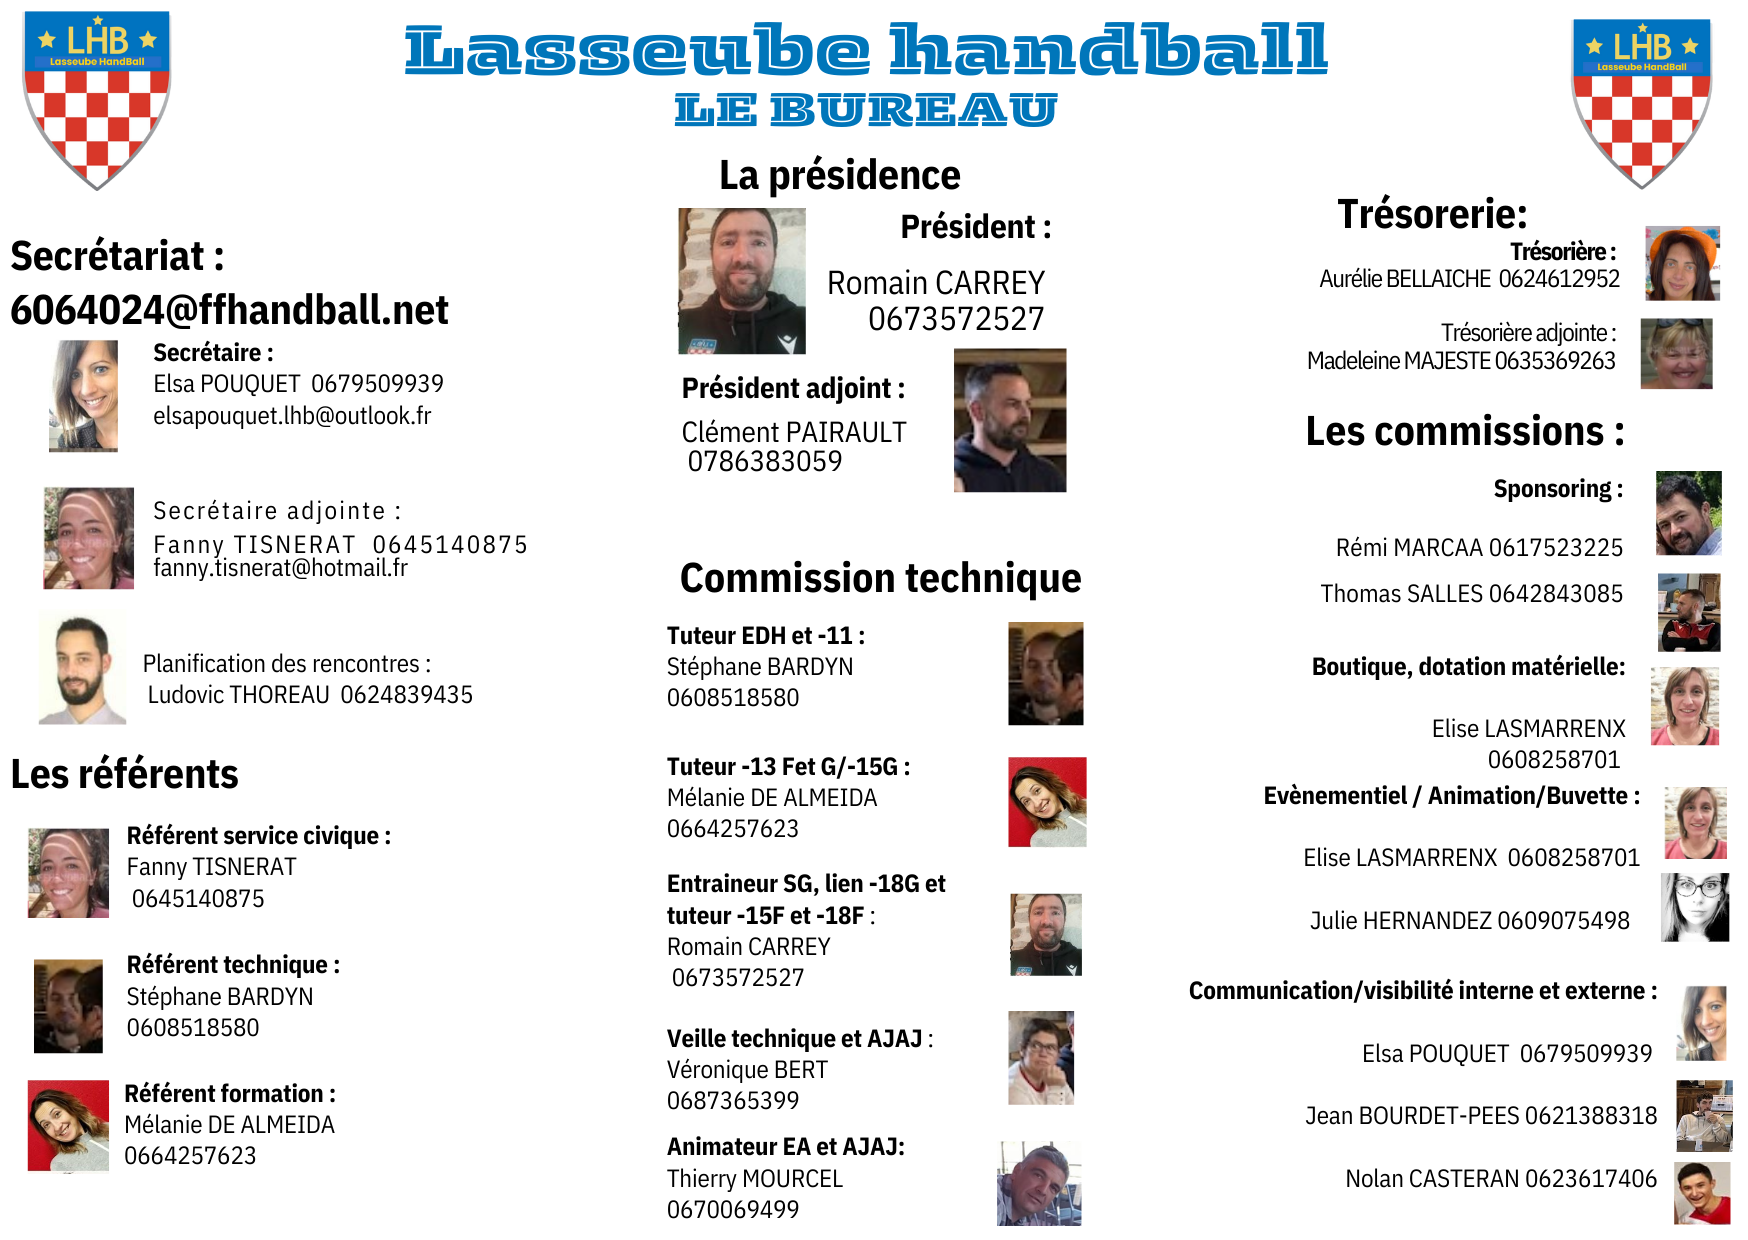 LHB
Lasseube HandBall
Lasseube handball
LE BUREAU
LHB
Lasseube HandBall
Secrétariat :
6064024@ffhandball.net
Secrétaire :
Elsa POUQUET 0679509939
elsapouquet.lhb@outlook.fr
Secrétaire adjointe :
Fanny TISNERAT 0645140875
fanny.tisnerat@hotmail.fr
Planification des rencontres :
Ludovic THOREAU 0624839435
Les référents
Référent service civique :
Fanny TISNERAT
0645140875
Référent technique :
Stéphane BARDYN
0608518580
Référent formation :
Mélanie DE ALMEIDA
0664257623
La présidence
Président :
Romain CARREY
0673572527
Président adjoint :
Clément PAIRAULT
0786383059
Commission technique
Tuteur EDH et -11 :
Stéphane BARDYN
0608518580
Tuteur -13 Fet G/-15G :
Mélanie DE ALMEIDA
0664257623
Entraineur SG, lien -18G et
tuteur -15F et -18F :
Romain CARREY
0673572527
Veille technique et AJAJ :
Véronique BERT
0687365399
Animateur EA et AJAJ:
Thierry MOURCEL
0670069499
Trésorerie:
Trésorière :
Aurélie BELLAICHE 0624612952
Trésorière adjointe :
Madeleine MAJESTE 0635369263
Les commissions :
Sponsoring :
Rémi MARCAA 0617523225
Thomas SALLES 0642843085
Boutique, dotation matérielle:
Elise LASMARRENX
0608258701
Evènementiel / Animation/Buvette :
Elise LASMARRENX 0608258701
Julie HERNANDEZ 0609075498
Communication/visibilité interne et externe :
Elsa POUQUET 0679509939
Jean BOURDET-PEES 0621388318
Nolan CASTERAN 0623617406